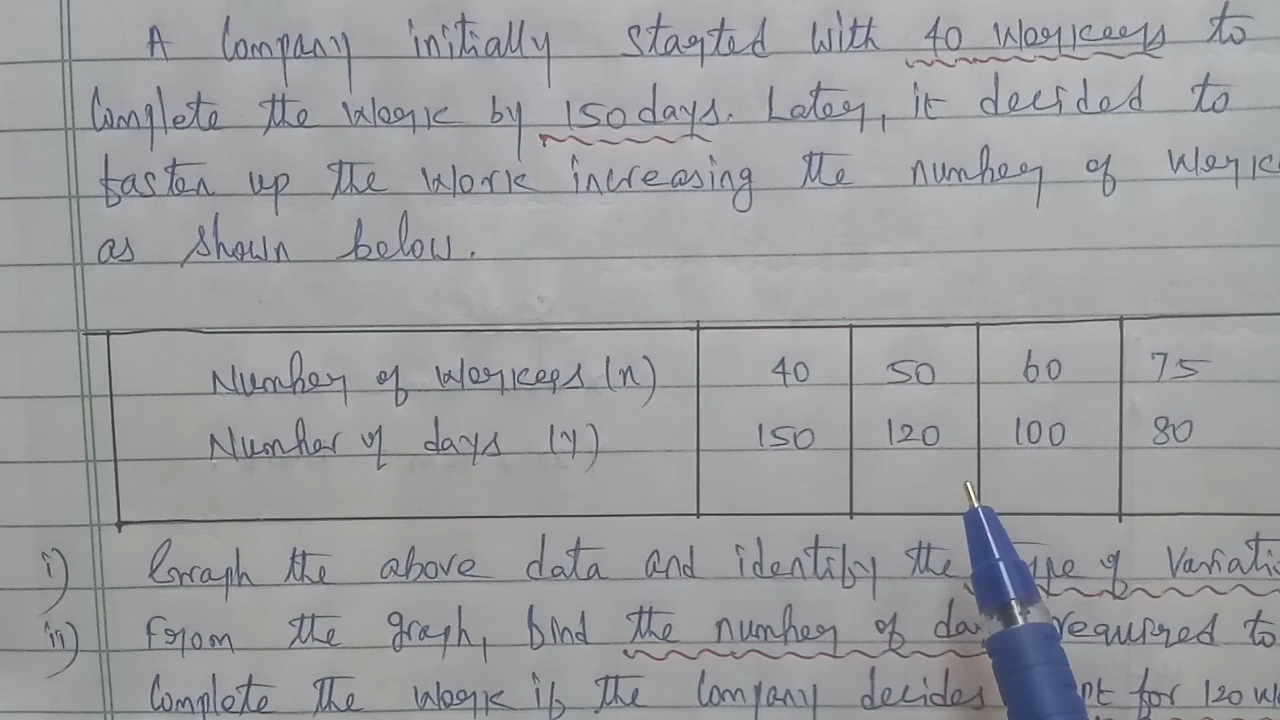 A Company initially started with 40 workers to
Complete the work by 150 days. Later, it decided to
fasten up the work increasing the number of
as shown below.
Number of workers (x) 40 50 60 75
Number of days (y) 150 120 100 80
i) Graph the above data and identify the of
ii) From the graph, find the number of required to
Complete the work if the Company decides for 120